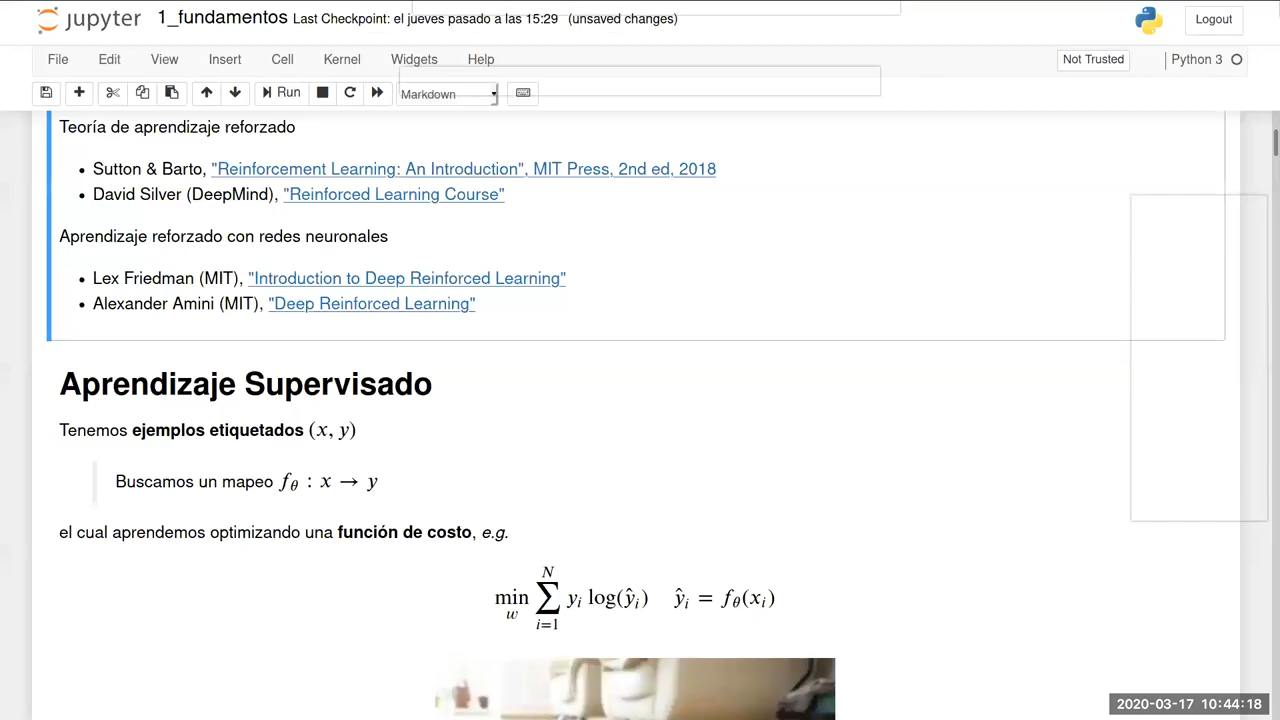 jupyter 1_fundamentos Last Checkpoint: el jueves pasado a las 15:29 (unsaved changes) Logout
File Edit View Insert Cell Kernel Widgets Help Not Trusted Python 3
Run Markdown
Teoría de aprendizaje reforzado
• Sutton & Barto, "Reinforcement Learning: An Introduction", MIT Press, 2nd ed, 2018
• David Silver (DeepMind), "Reinforced Learning Course"
Aprendizaje reforzado con redes neuronales
• Lex Friedman (MIT), "Introduction to Deep Reinforced Learning"
• Alexander Amini (MIT), "Deep Reinforced Learning"
Aprendizaje Supervisado
Tenemos ejemplos etiquetados (x, y)
Buscamos un mapeo f_θ : x → y
el cual aprendemos optimizando una función de costo, e.g.
min_w ∑_{i=1}^{N} y_i log(ŷ_i) ŷ_i = f_θ(x_i)
2020-03-17 10:44:18